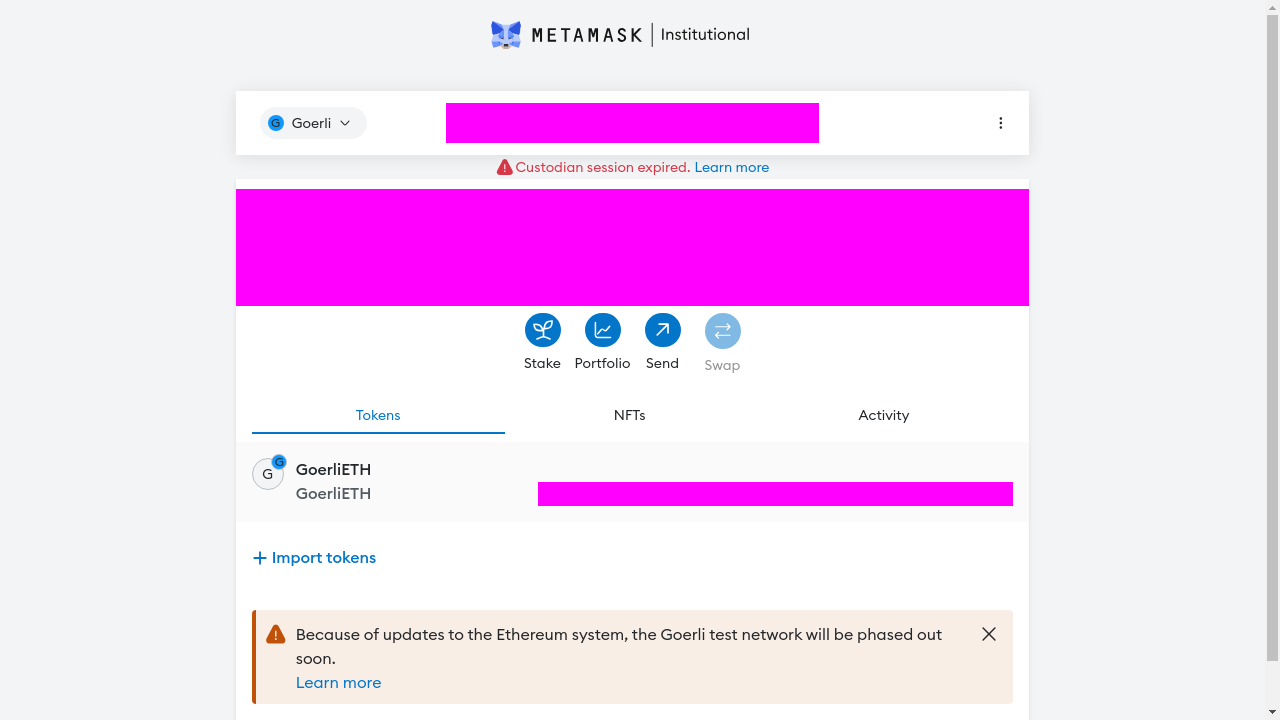 METAMASK | Institutional
G Goerli
Custodian session expired. Learn more
Stake Portfolio Send Swap
Tokens NFTs Activity
G G GoerliETH
GoerliETH
+ Import tokens
Because of updates to the Ethereum system, the Goerli test network will be phased out
soon.
Learn more